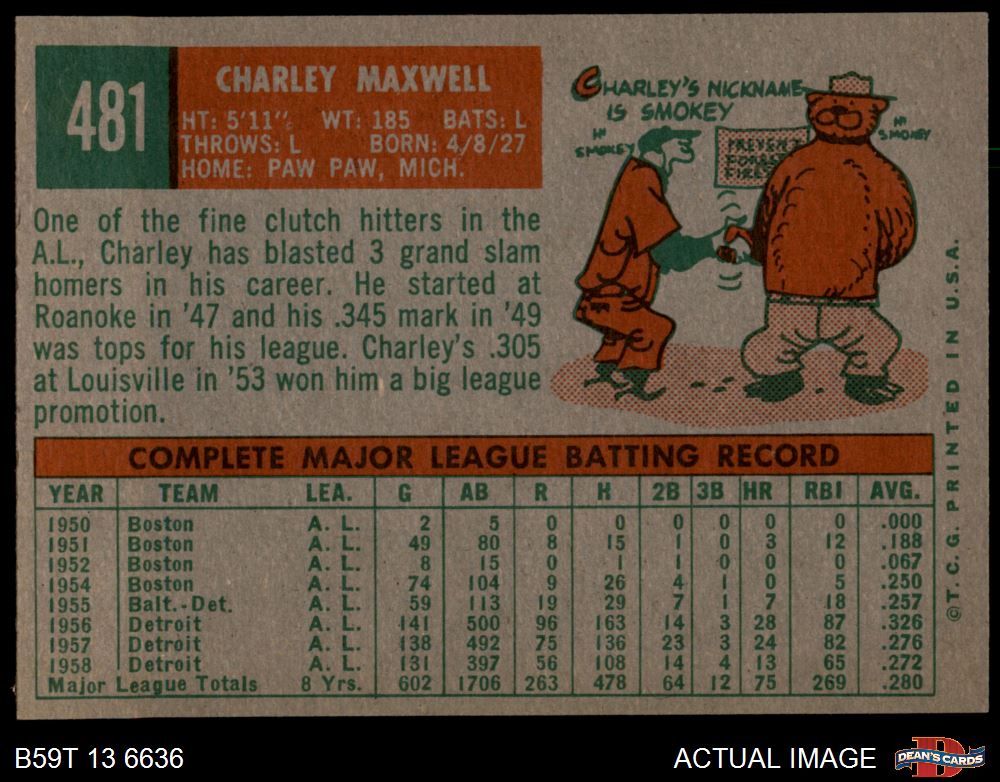 481
CHARLEY MAXWELL
HT: 5'11" WT: 185 BATS: L
THROWS: L BORN: 4/8/27
HOME: PAW PAW, MICH.
One of the fine clutch hitters in the
A.L., Charley has blasted 3 grand slam
homers in his career. He started at
Roanoke in '47 and his .345 mark in '49
was tops for his league. Charley's .305
at Louisville in '53 won him a big league
promotion.
CHARLEY'S NICKNAME
IS SMOKEY
HI SMOKEY
HI SMOKEY
PREVENT
FOREST
FIRES
COMPLETE MAJOR LEAGUE BATTING RECORD
YEAR TEAM LEA. G AB R H 2B 3B HR RBI AVG.
1950 Boston A. L. 2 5 0 0 0 0 0 0 .000
1951 Boston A. L. 49 80 8 15 1 0 3 12 .188
1952 Boston A. L. 8 15 0 1 1 0 0 0 .067
1954 Boston A. L. 74 104 9 26 4 1 0 5 .250
1955 Balt.-Det. A. L. 59 113 19 29 7 1 7 18 .257
1956 Detroit A. L. 141 500 96 163 14 3 28 87 .326
1957 Detroit A. L. 138 492 75 136 23 3 24 82 .276
1958 Detroit A. L. 131 397 56 108 14 4 13 65 .272
Major League Totals 8 Yrs. 602 1706 263 478 64 12 75 269 .280
©T.C.G. PRINTED IN U.S.A.
B59T 13 6636
ACTUAL IMAGE
D
DEAN'S CARDS